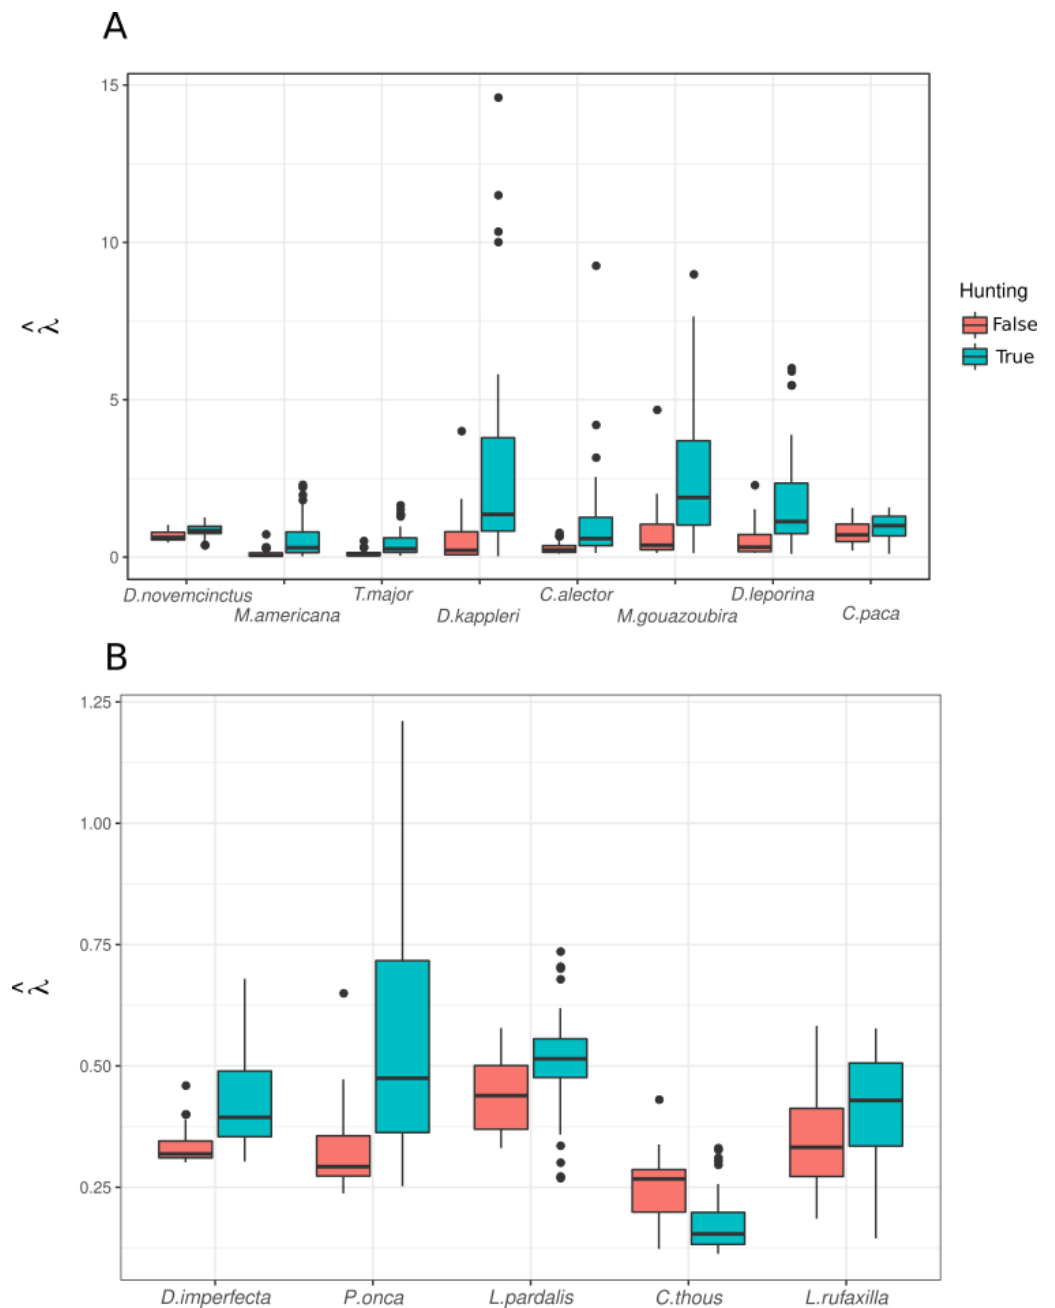 A
15
10
5
0
λ̂
D.novemcinctus
T.major
C.alector
D.leporina
M.americana
D.kappleri
M.gouazoubira
C.paca
Hunting
False
True
B
1.25
1.00
0.75
0.50
0.25
λ̂
D.imperfecta
P.onca
L.pardalis
C.thous
L.rufaxilla